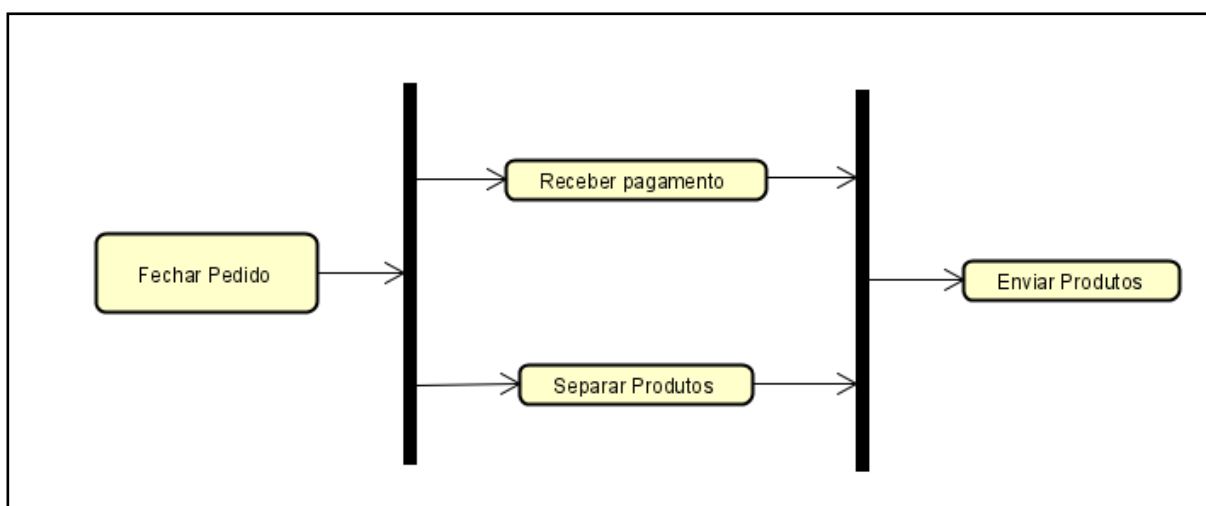 Fechar Pedido
Receber pagamento
Separar Produtos
Enviar Produtos